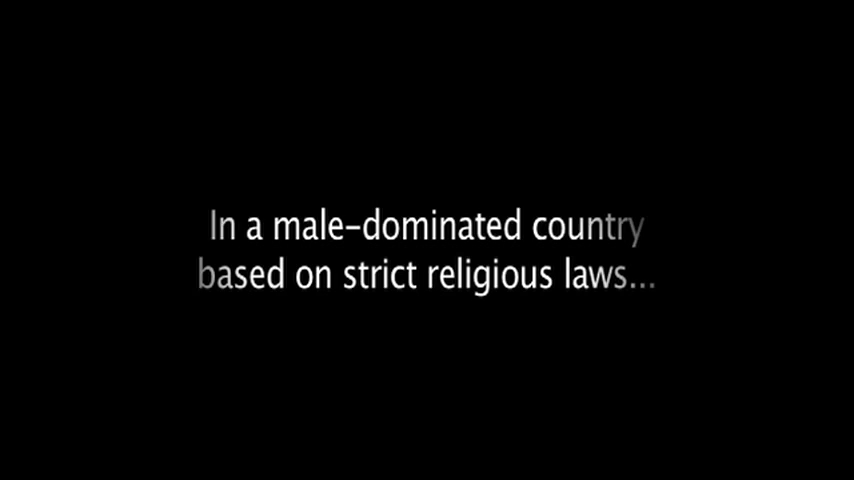 In a male-dominated country
based on strict religious laws...